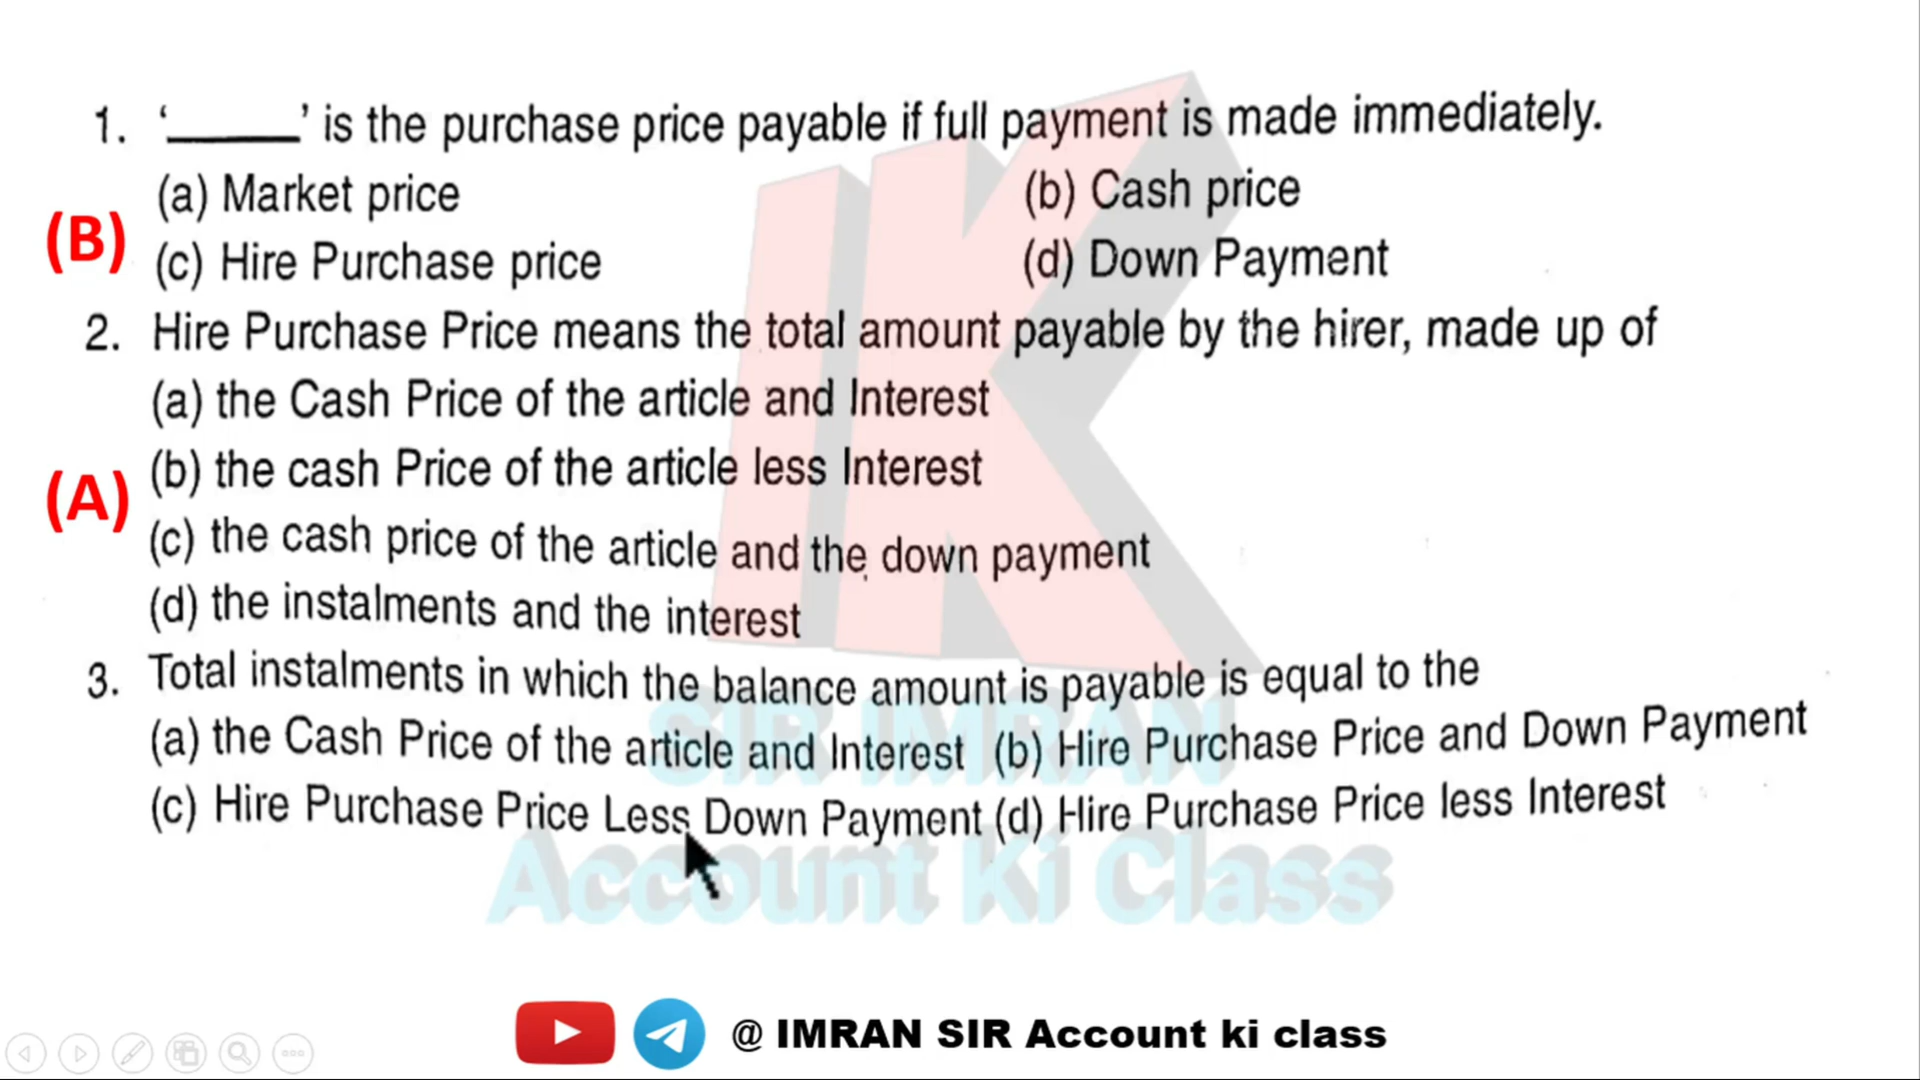 1. ‘_____’ is the purchase price payable if full payment is made immediately.
(a) Market price (b) Cash price
(B)
(c) Hire Purchase price (d) Down Payment
2. Hire Purchase Price means the total amount payable by the hirer, made up of
(a) the Cash Price of the article and Interest
(b) the cash Price of the article less Interest
(A)
(c) the cash price of the article and the down payment
(d) the instalments and the interest
3. Total instalments in which the balance amount is payable is equal to the
(a) the Cash Price of the article and Interest (b) Hire Purchase Price and Down Payment
(c) Hire Purchase Price Less Down Payment (d) Hire Purchase Price less Interest
IK
SIR IMRAN
Account Ki Class
@ IMRAN SIR Account ki class